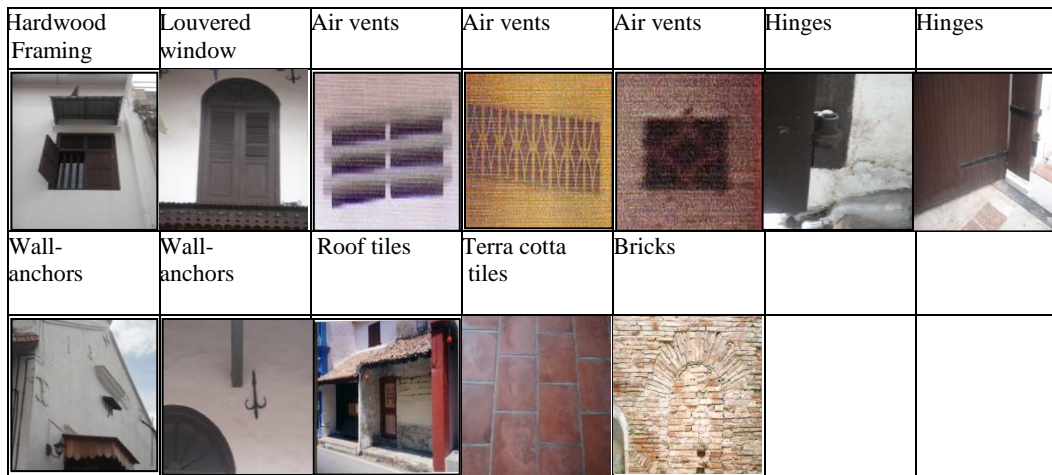 Hardwood
Framing
Louvered
window
Air vents
Air vents
Air vents
Hinges
Hinges
Wall-
anchors
Wall-
anchors
Roof tiles
Terra cotta
tiles
Bricks